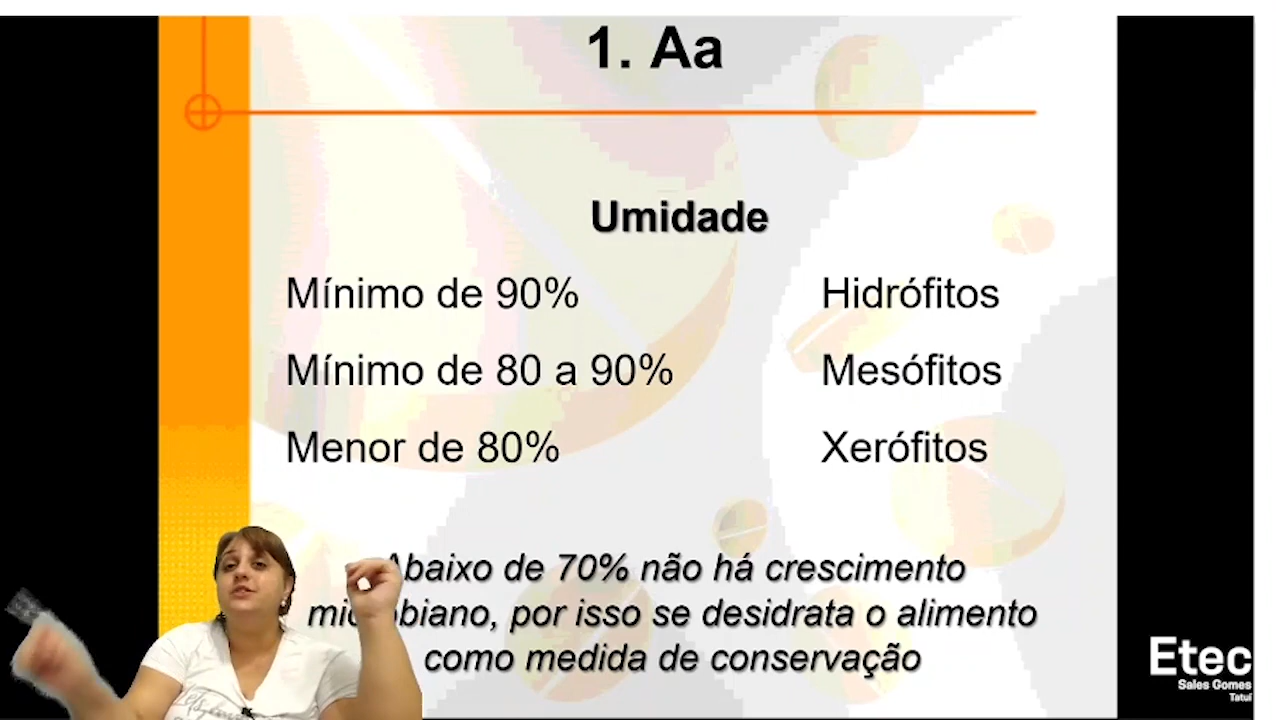 1. Aa
Umidade
Mínimo de 90% Hidrófitos
Mínimo de 80 a 90% Mesófitos
Menor de 80% Xerófitos
Abaixo de 70% não há crescimento
microbiano, por isso se desidrata o alimento
como medida de conservação
Etec
Sales Gomes
Tatuí